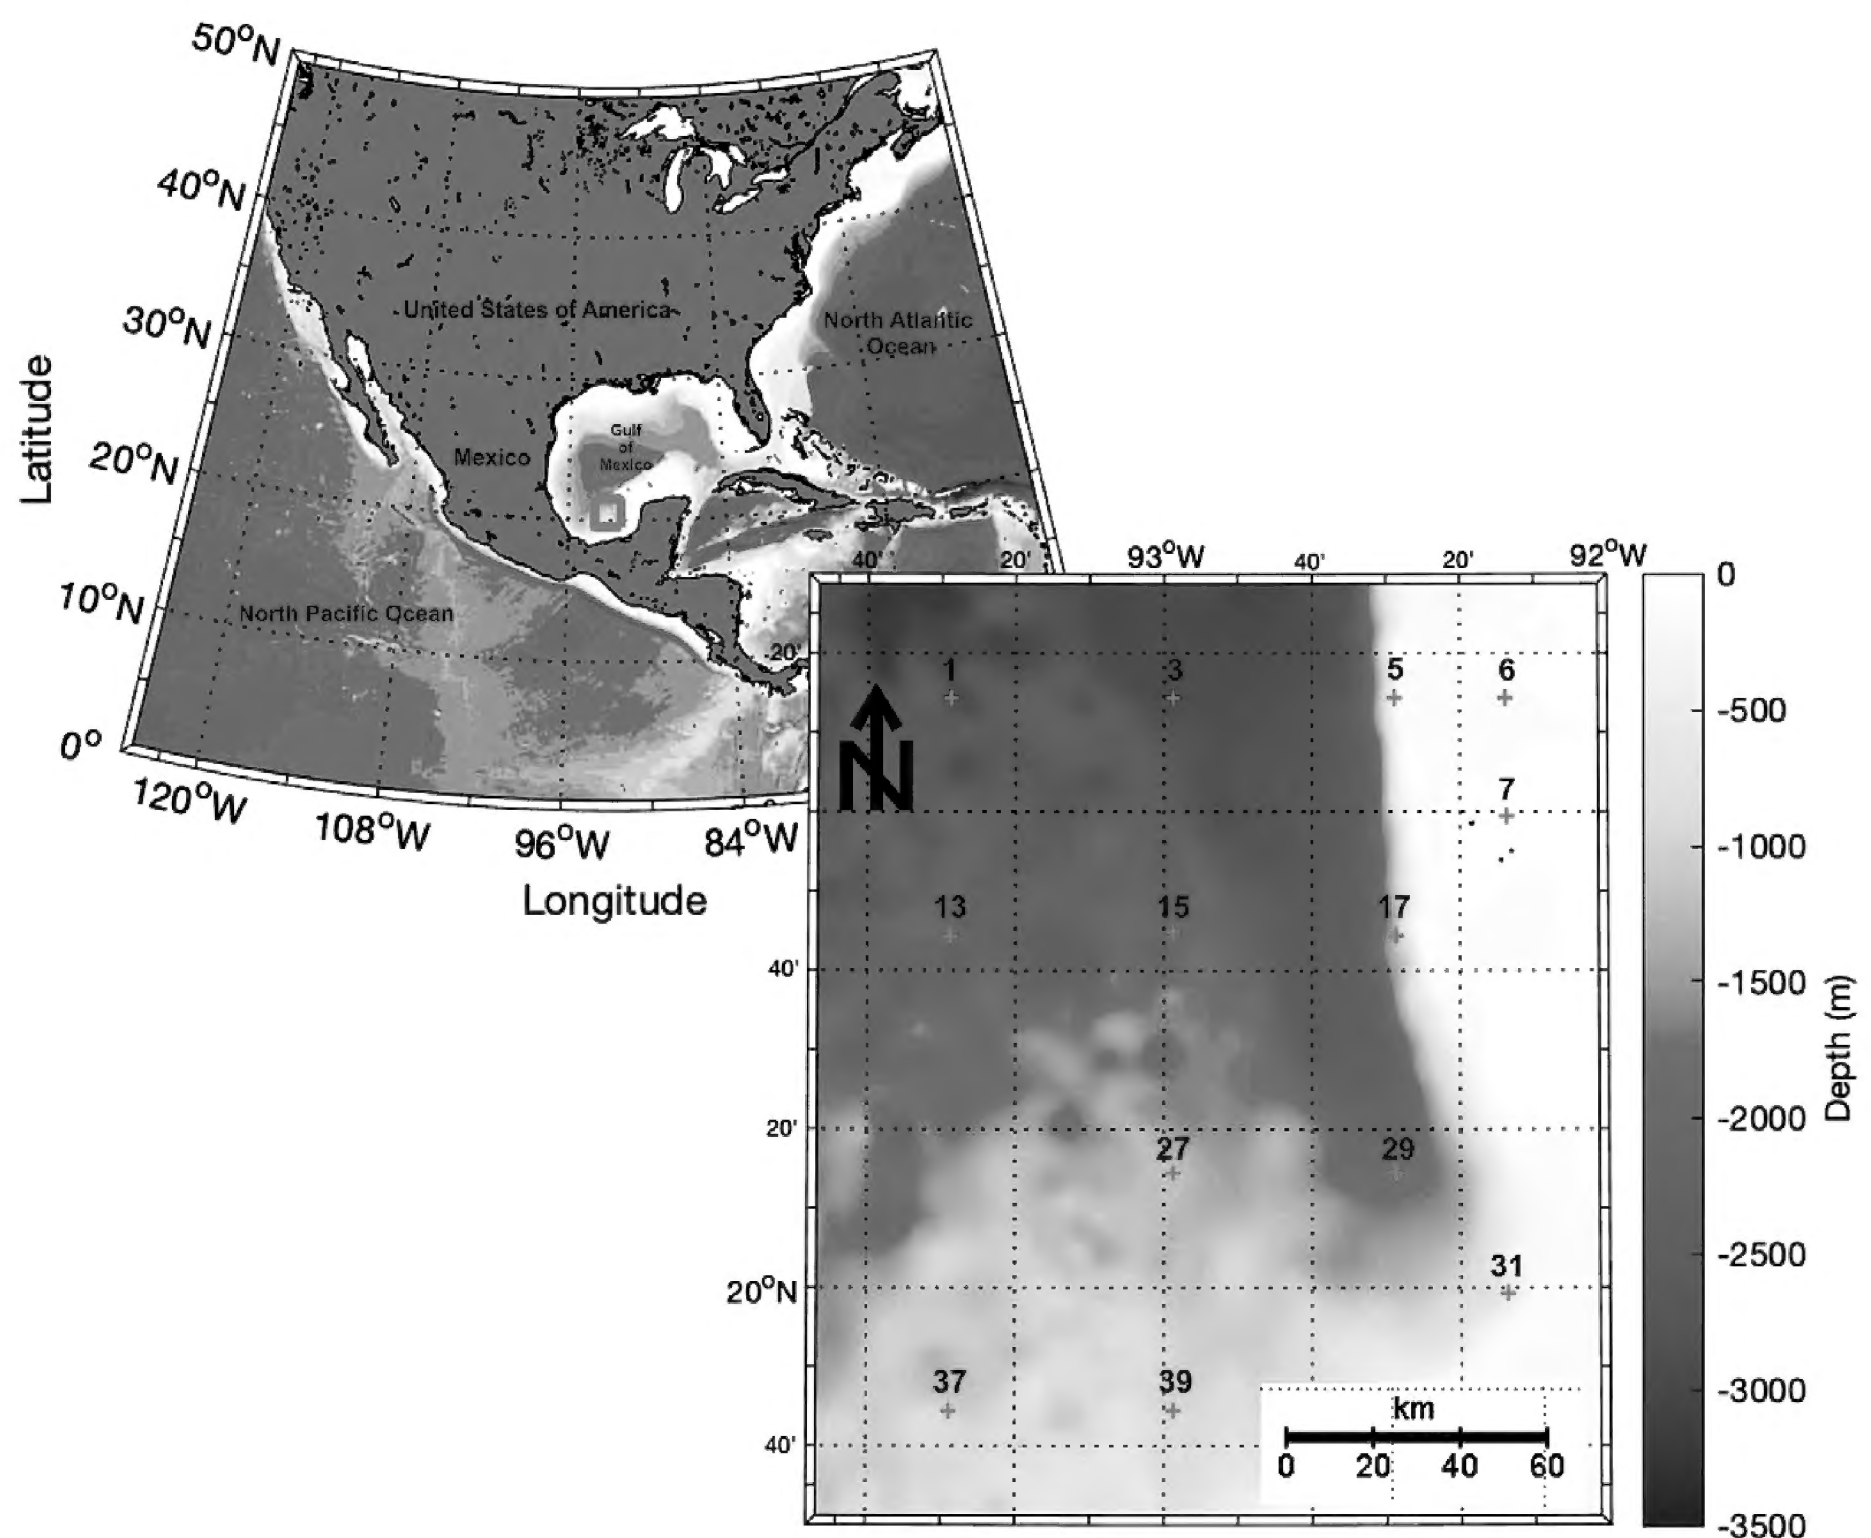 50°N
40°N
30°N
20°N
10°N
0°
Latitude
120°W
108°W
96°W
84°W
Longitude
United States of America
North Atlantic
Ocean
Gulf
of
Mexico
Mexico
North Pacific Ocean
40'
20'
93°W
40'
20'
92°W
20'
40'
20'
20°N
40'
1
3
5
6
7
N
13
15
17
27
29
31
37
39
km
0
20
40
60
0
-500
-1000
-1500
-2000
-2500
-3000
-3500
Depth (m)